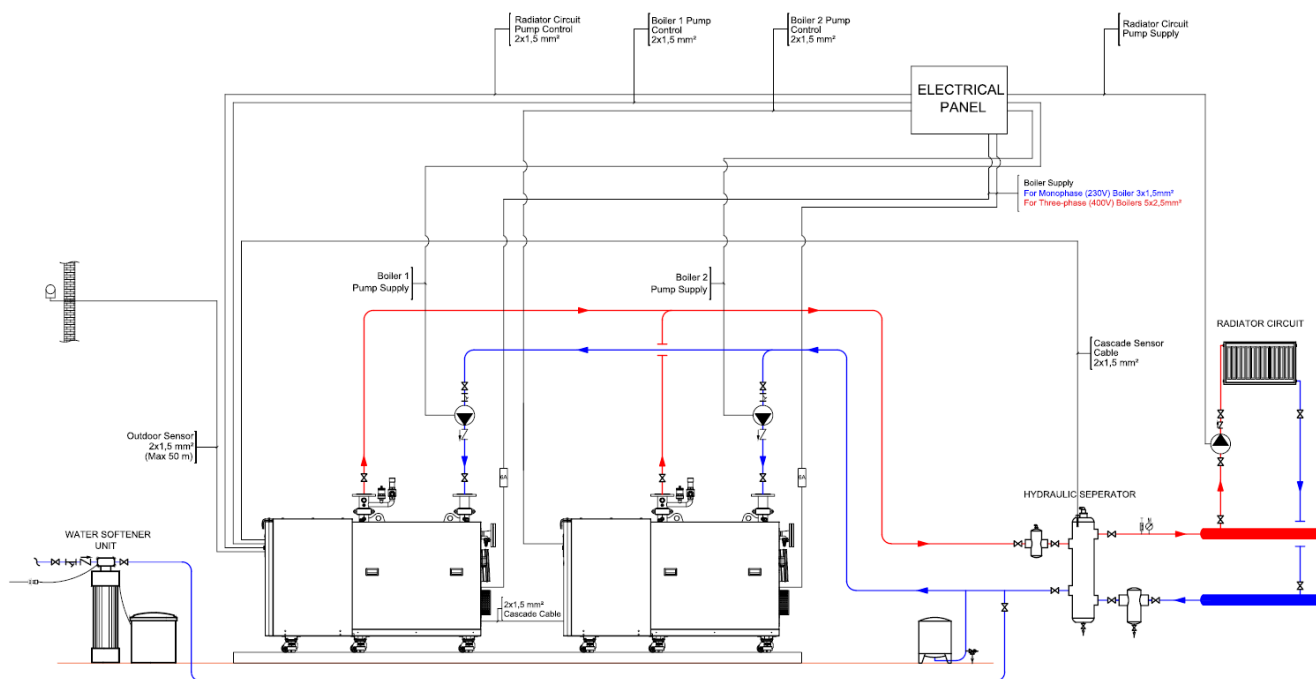 Radiator Circuit
Pump Control
2x1,5 mm²
Boiler 1 Pump
Control
2x1,5 mm²
Boiler 2 Pump
Control
2x1,5 mm²
Radiator Circuit
Pump Supply
ELECTRICAL
PANEL
Boiler Supply
For Monophase (230V) Boiler 3x1,5mm²
For Three-phase (400V) Boilers 5x2,5mm²
Boiler 1
Pump Supply
Boiler 2
Pump Supply
RADIATOR CIRCUIT
Cascade Sensor
Cable
2x1,5 mm²
Outdoor Sensor
2x1,5 mm²
(Max 50 m)
6A
6A
HYDRAULIC SEPERATOR
WATER SOFTENER
UNIT
2x1,5 mm²
Cascade Cable